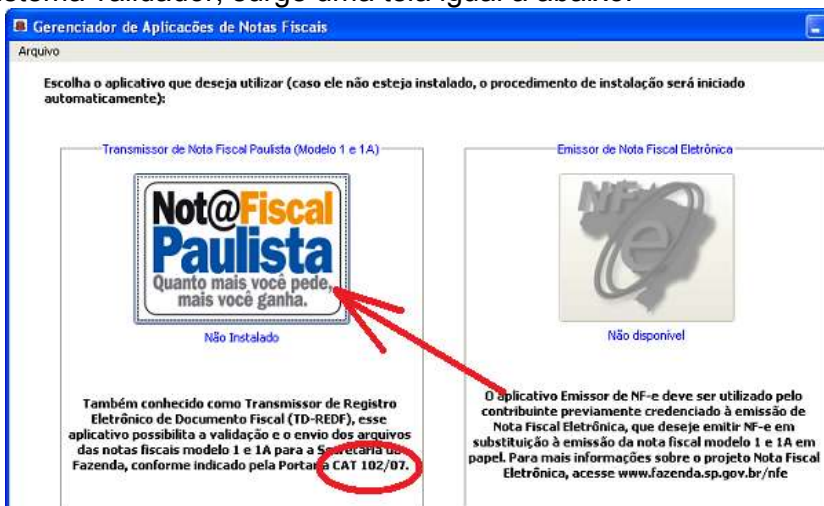 Gerenciador de Aplicações de Notas Fiscais
Arquivo
Escolha o aplicativo que deseja utilizar (caso ele não esteja instalado, o procedimento de instalação será iniciado
automaticamente):
Transmissor de Nota Fiscal Paulista (Modelo 1 e 1A)
Not@Fiscal
Paulista
Quanto mais você pede,
mais você ganha.
Não Instalado
Também conhecido como Transmissor de Registro
Eletrônico de Documento Fiscal (TD-REDF), esse
aplicativo possibilita a validação e o envio dos arquivos
das notas fiscais modelo 1 e 1A para a Secretaria da
Fazenda, conforme indicado pela Portaria CAT 102/07.
Emissor de Nota Fiscal Eletrônica
NF-e
Não disponível
O aplicativo Emissor de NF-e deve ser utilizado pelo
contribuinte previamente credenciado à emissão de
Nota Fiscal Eletrônica, que deseje emitir NF-e em
substituição à emissão da nota fiscal modelo 1 e 1A em
papel. Para mais informações sobre o projeto Nota Fiscal
Eletrônica, acesse www.fazenda.sp.gov.br/nfe